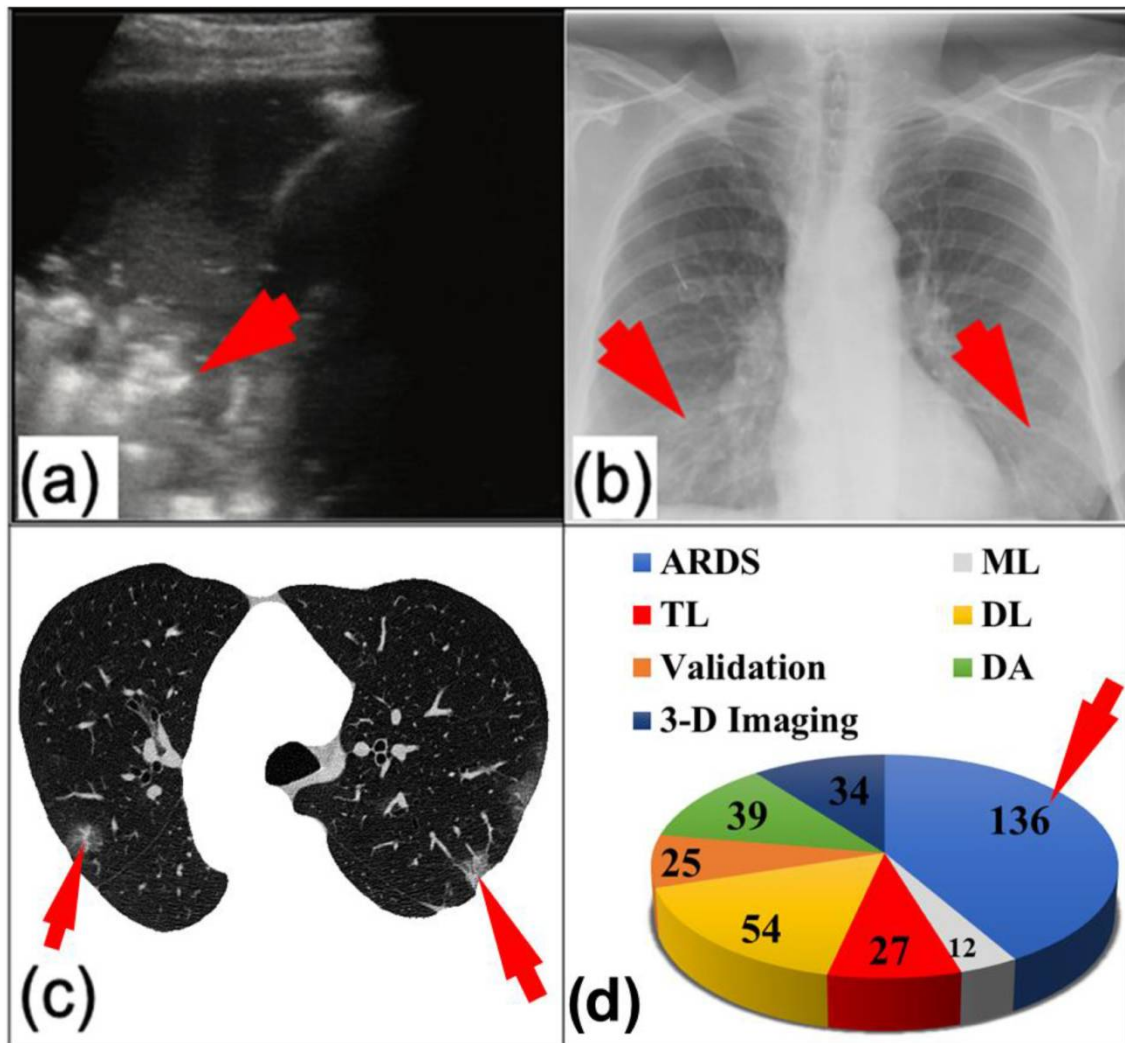 (a)
(b)
(c)
ARDS ML
TL DL
Validation DA
3-D Imaging
34
136
39
25
54
27
12
(d)